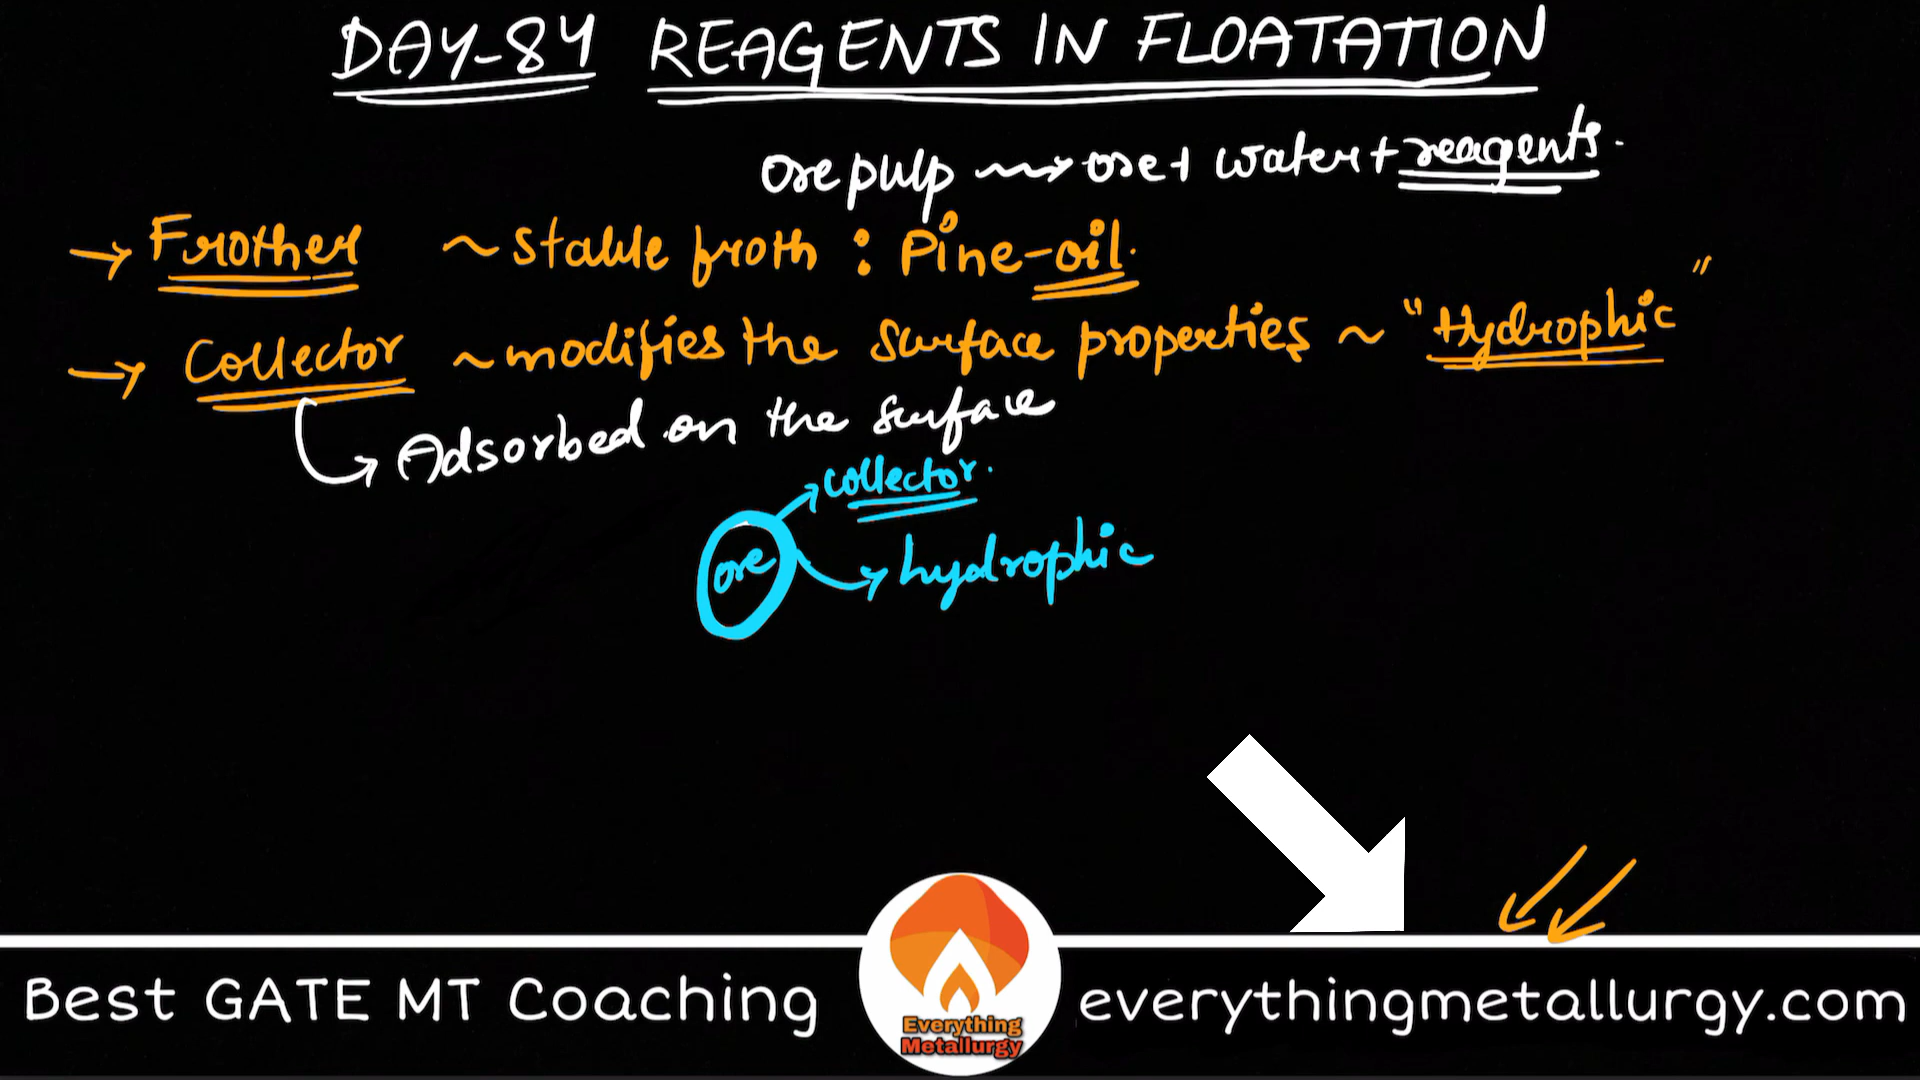 DAY-84 REAGENTS IN FLOATATION
Ore pulp → ore + water + reagents.
→ Frother ~ Stable froth : Pine-oil.
→ Collector ~ modifies the surface properties ~ "Hydrophic"
Adsorbed on the surface
collector.
ore
hydrophic
Best GATE MT Coaching
Everything
Metallurgy
everythingmetallurgy.com